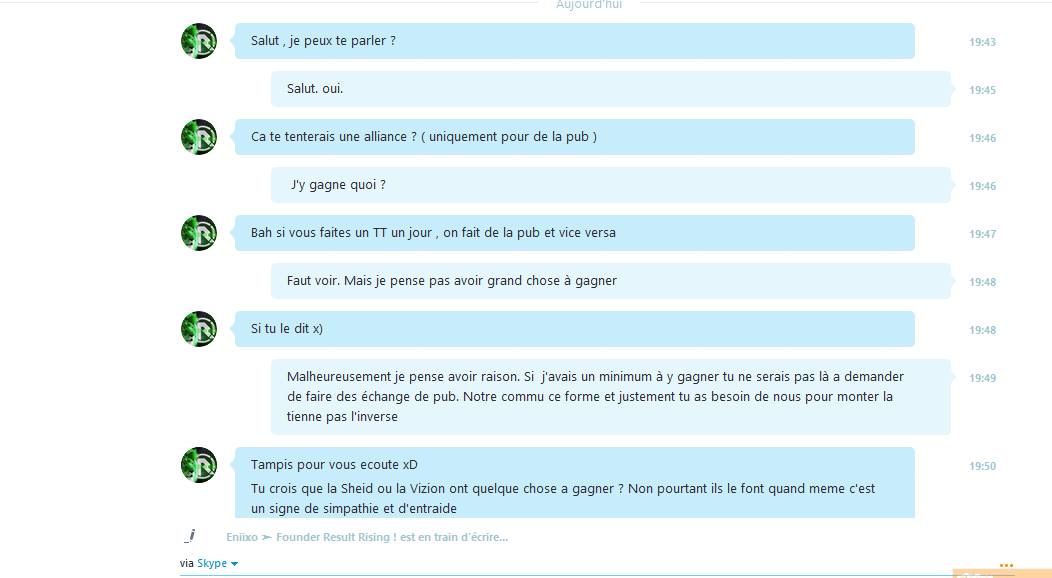 Aujourd'hui
Salut , je peux te parler ?
19:43
Salut. oui.
19:45
Ca te tenterais une alliance ? ( uniquement pour de la pub )
19:46
J'y gagne quoi ?
19:46
Bah si vous faites un TT un jour , on fait de la pub et vice versa
19:47
Faut voir. Mais je pense pas avoir grand chose à gagner
19:48
Si tu le dit x)
19:48
Malheureusement je pense avoir raison. Si  j'avais un minimum à y gagner tu ne serais pas là a demander
19:49
de faire des échange de pub. Notre commu ce forme et justement tu as besoin de nous pour monter la
tienne pas l'inverse
Tampis pour vous ecoute xD
19:50
Tu crois que la Sheid ou la Vizion ont quelque chose a gagner ? Non pourtant ils le font quand meme c'est
un signe de simpathie et d'entraide
Eniixo ➣ Founder Result Rising ! est en train d'écrire...
via Skype